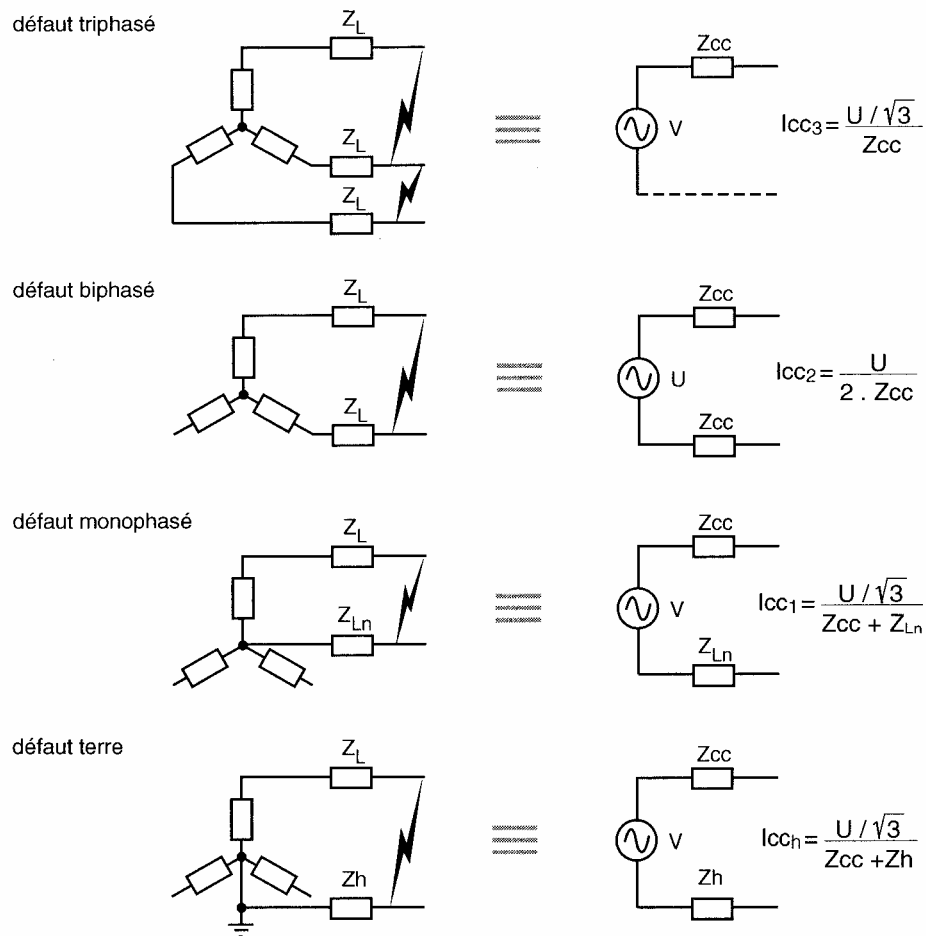 défaut triphasé
Z_L
Z_L
Z_L
Zcc
V
Icc₃ = U / √3 / Zcc
défaut biphasé
Z_L
Z_L
Zcc
U
Zcc
Icc₂ = U / 2 . Zcc
défaut monophasé
Z_L
Z_Ln
Zcc
V
Z_Ln
Icc₁ = U / √3 / Zcc + Z_Ln
défaut terre
Z_L
Zh
Zcc
V
Zh
Icc_h = U / √3 / Zcc +Zh